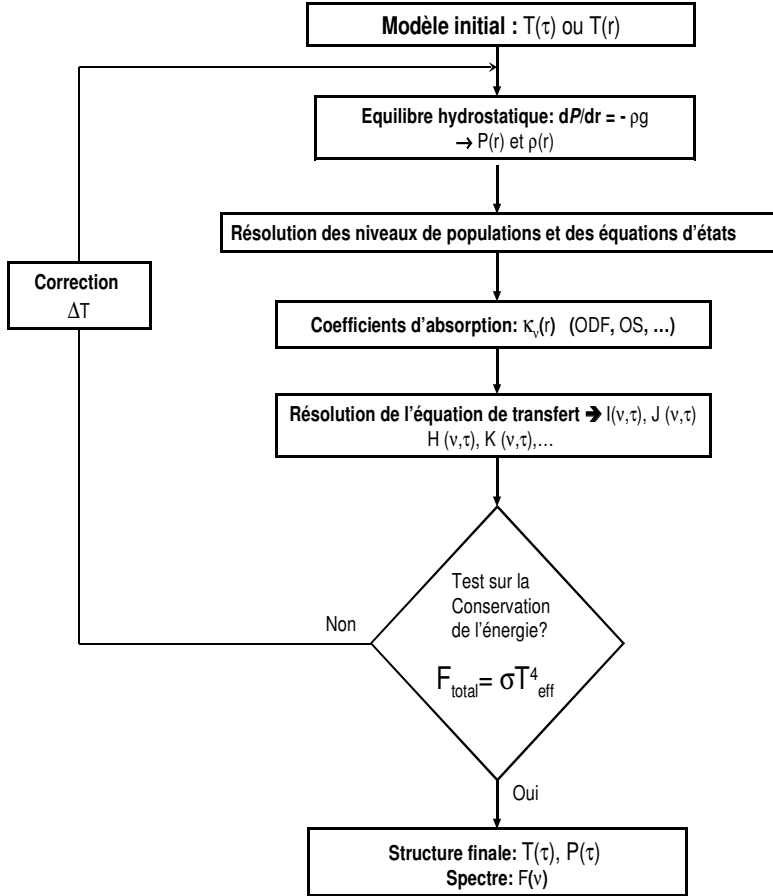 Modèle initial : T(τ) ou T(r)
Equilibre hydrostatique: dP/dr = - ρg
→ P(r) et ρ(r)
Résolution des niveaux de populations et des équations d'états
Correction
ΔT
Coefficients d'absorption: κν(r) (ODF, OS, ...)
Résolution de l'équation de transfert ➔ I(ν,τ), J (ν,τ)
H (ν,τ), K (ν,τ),...
Test sur la
Conservation
de l'énergie?
Non
Ftotal= σT⁴eff
Oui
Structure finale: T(τ), P(τ)
Spectre: F(ν)